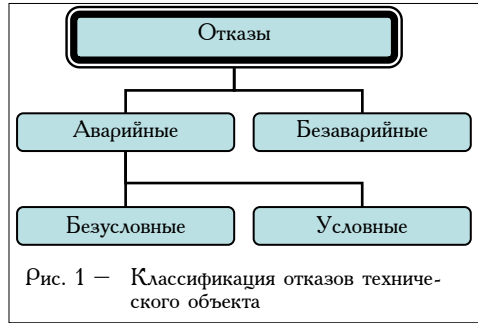 Отказы
Аварийные
Безаварийные
Безусловные
Условные
Рис. 1 – Классификация отказов техниче-
ского объекта